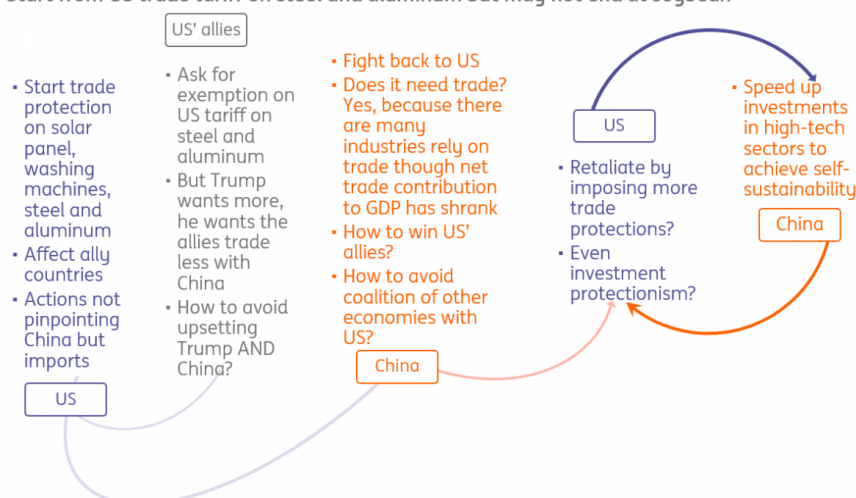 US' allies
• Start trade
protection
on solar
panel,
washing
machines,
steel and
aluminum
• Affect ally
countries
• Actions not
pinpointing
China but
imports
US
• Ask for
exemption on
US tariff on
steel and
aluminum
• But Trump
wants more,
he wants the
allies trade
less with
China
• How to avoid
upsetting
Trump AND
China?
• Fight back to US
• Does it need trade?
Yes, because there
are many
industries rely on
trade though net
trade contribution
to GDP has shrank
• How to win US'
allies?
• How to avoid
coalition of other
economies with
US?
China
US
• Retaliate by
imposing more
trade
protections?
• Even
investment
protectionism?
• Speed up
investments
in high-tech
sectors to
achieve self-
sustainability
China